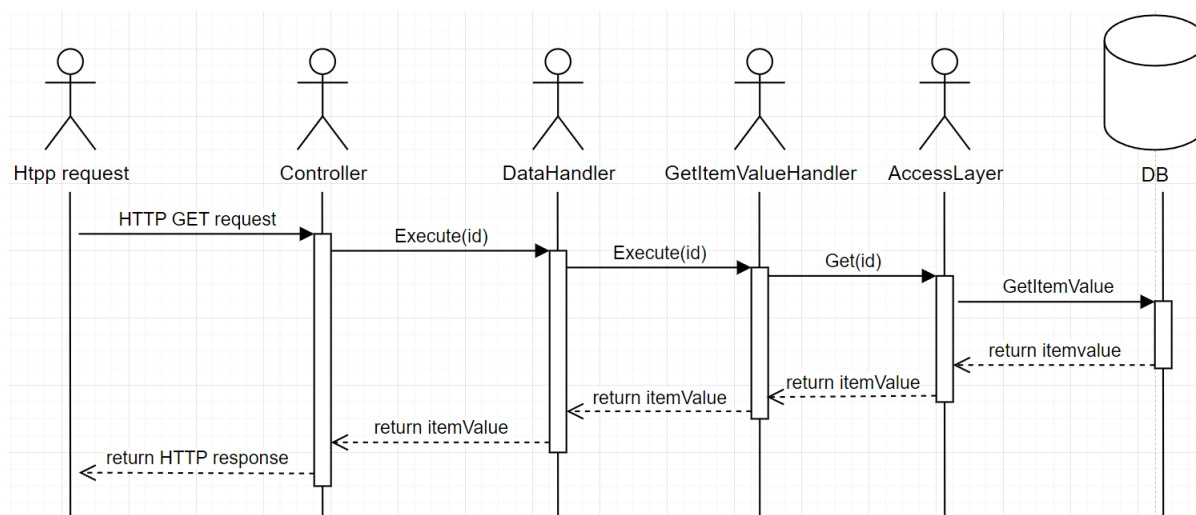 Htpp request
Controller
DataHandler
GetItemValueHandler
AccessLayer
DB
HTTP GET request
Execute(id)
Execute(id)
Get(id)
GetItemValue
return itemvalue
return itemValue
return itemValue
return itemValue
return HTTP response